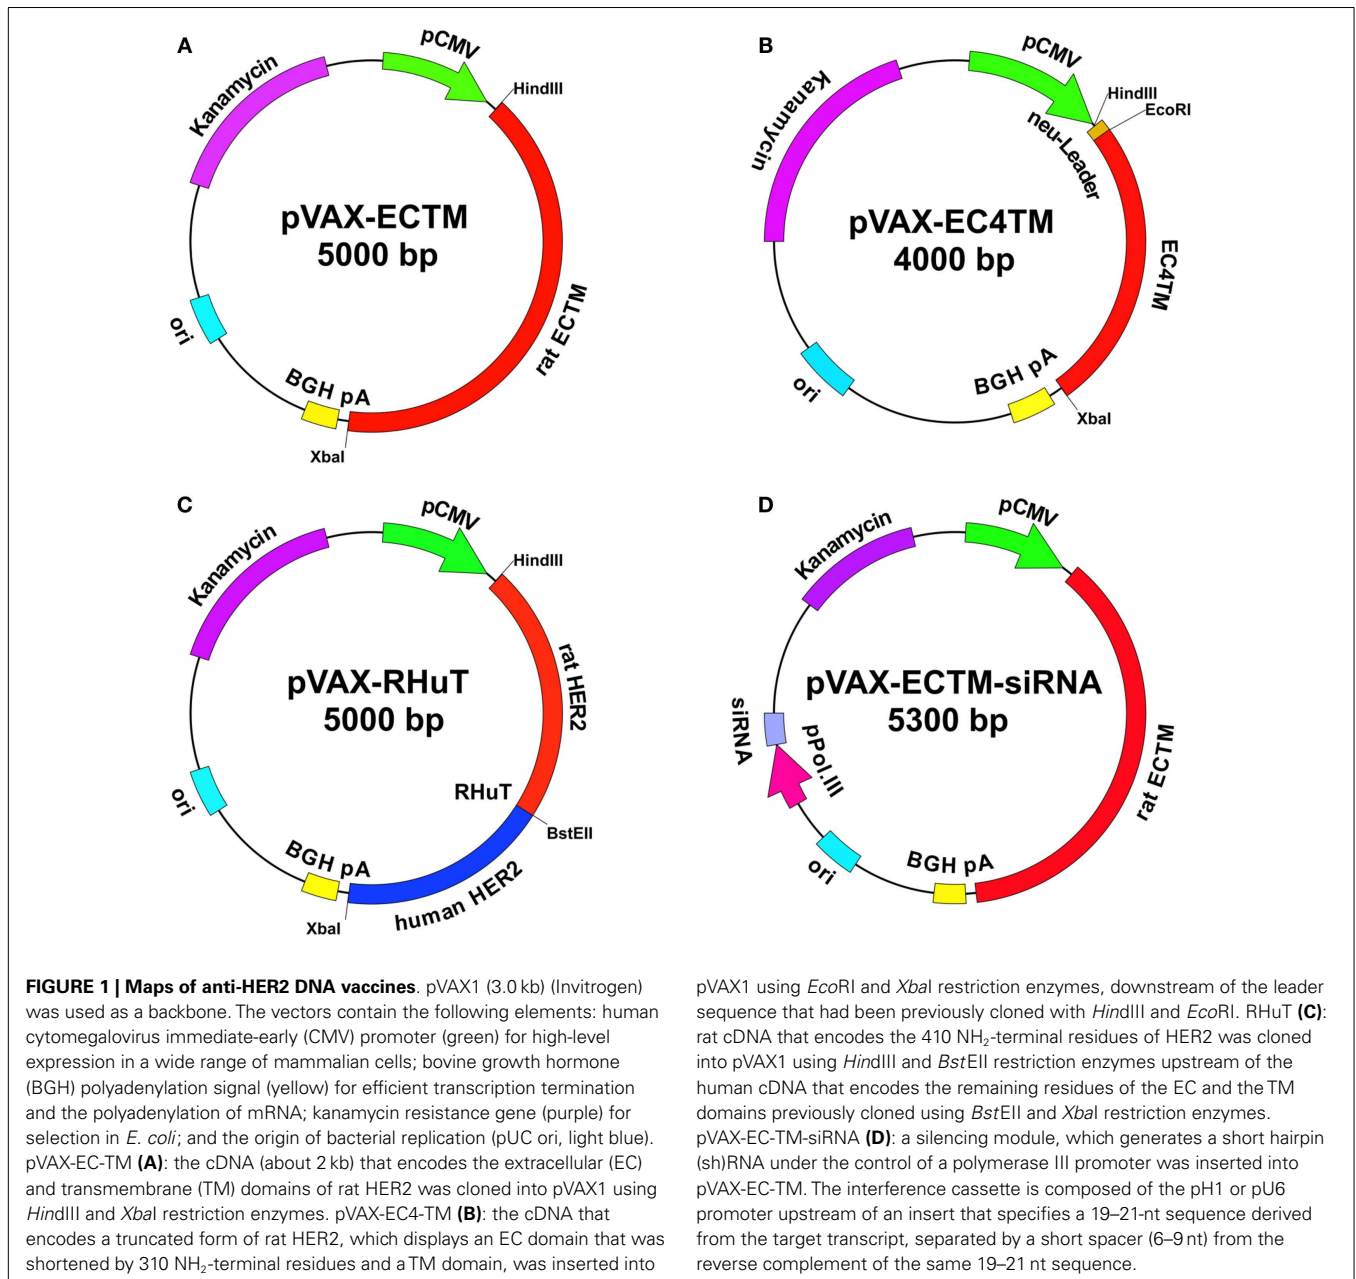 A
pCMV
HindIII
Kanamycin
pVAX-ECTM
5000 bp
rat ECTM
ori
BGH pA
XbaI
B
pCMV
HindIII
EcoRI
neu-Leader
Kanamycin
pVAX-EC4TM
4000 bp
EC4TM
BGH pA
ori
XbaI
C
pCMV
HindIII
Kanamycin
rat HER2
pVAX-RHuT
5000 bp
RHuT
BstEII
ori
BGH pA
human HER2
XbaI
D
pCMV
Kanamycin
pVAX-ECTM-siRNA
5300 bp
siRNA
pPol.III
rat ECTM
ori
BGH pA
FIGURE 1 | Maps of anti-HER2 DNA vaccines. pVAX1 (3.0 kb) (Invitrogen)
was used as a backbone. The vectors contain the following elements: human
cytomegalovirus immediate-early (CMV) promoter (green) for high-level
expression in a wide range of mammalian cells; bovine growth hormone
(BGH) polyadenylation signal (yellow) for efficient transcription termination
and the polyadenylation of mRNA; kanamycin resistance gene (purple) for
selection in E. coli; and the origin of bacterial replication (pUC ori, light blue).
pVAX-EC-TM (A): the cDNA (about 2 kb) that encodes the extracellular (EC)
and transmembrane (TM) domains of rat HER2 was cloned into pVAX1 using
HindIII and XbaI restriction enzymes. pVAX-EC4-TM (B): the cDNA that
encodes a truncated form of rat HER2, which displays an EC domain that was
shortened by 310 NH₂-terminal residues and a TM domain, was inserted into
pVAX1 using EcoRI and XbaI restriction enzymes, downstream of the leader
sequence that had been previously cloned with HindIII and EcoRI. RHuT (C):
rat cDNA that encodes the 410 NH₂-terminal residues of HER2 was cloned
into pVAX1 using HindIII and BstEII restriction enzymes upstream of the
human cDNA that encodes the remaining residues of the EC and the TM
domains previously cloned using BstEII and XbaI restriction enzymes.
pVAX-EC-TM-siRNA (D): a silencing module, which generates a short hairpin
(sh)RNA under the control of a polymerase III promoter was inserted into
pVAX-EC-TM. The interference cassette is composed of the pH1 or pU6
promoter upstream of an insert that specifies a 19–21-nt sequence derived
from the target transcript, separated by a short spacer (6–9 nt) from the
reverse complement of the same 19–21 nt sequence.